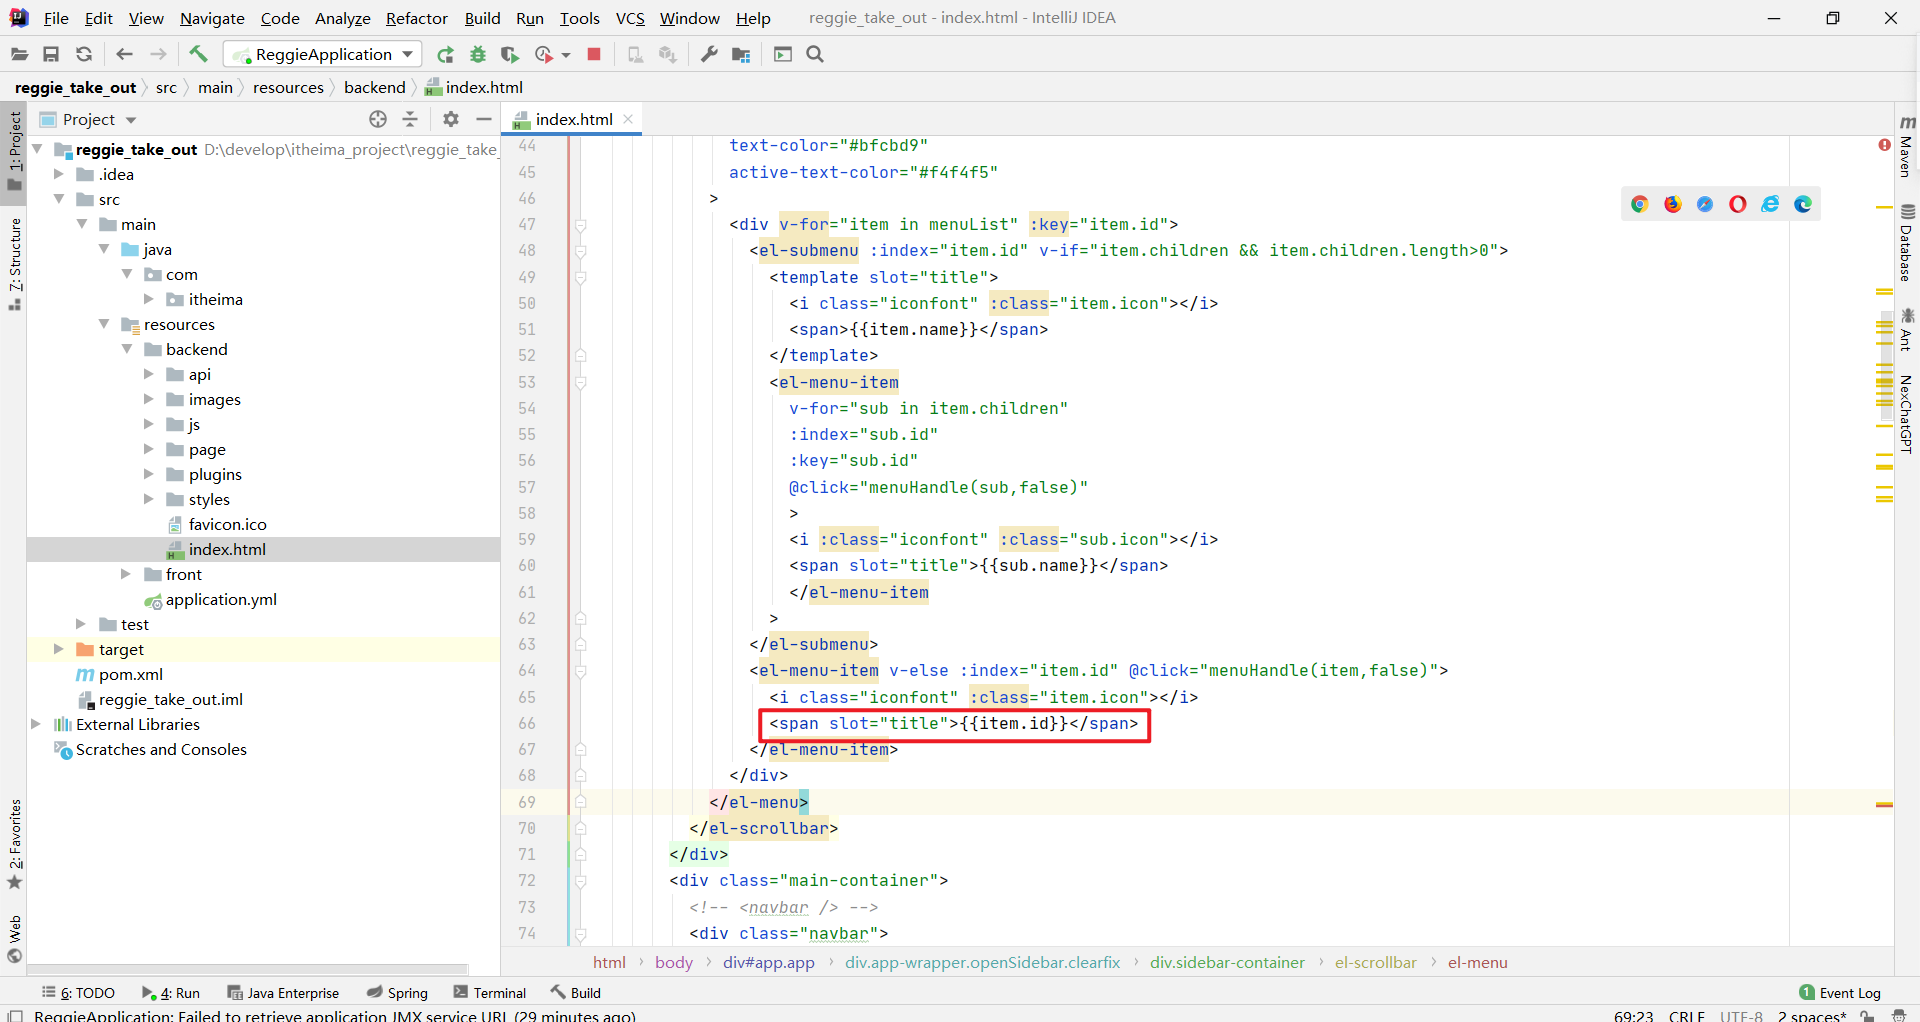 File Edit View Navigate Code Analyze Refactor Build Run Tools VCS Window Help reggie_take_out - index.html - IntelliJ IDEA
ReggieApplication
reggie_take_out src main resources backend index.html
Project
index.html
1: Project
7: Structure
2: Favorites
Web
reggie_take_out D:\develop\itheima_project\reggie_take_
.idea
src
main
java
com
itheima
resources
backend
api
images
js
page
plugins
styles
favicon.ico
index.html
front
application.yml
test
target
pom.xml
reggie_take_out.iml
External Libraries
Scratches and Consoles
44 text-color="#bfcbd9"
45 active-text-color="#f4f4f5"
46 >
47 <div v-for="item in menuList" :key="item.id">
48 <el-submenu :index="item.id" v-if="item.children && item.children.length>0">
49 <template slot="title">
50 <i class="iconfont" :class="item.icon"></i>
51 <span>{{item.name}}</span>
52 </template>
53 <el-menu-item
54 v-for="sub in item.children"
55 :index="sub.id"
56 :key="sub.id"
57 @click="menuHandle(sub,false)"
58 >
59 <i :class="iconfont" :class="sub.icon"></i>
60 <span slot="title">{{sub.name}}</span>
61 </el-menu-item
62 >
63 </el-submenu>
64 <el-menu-item v-else :index="item.id" @click="menuHandle(item,false)">
65 <i class="iconfont" :class="item.icon"></i>
66 <span slot="title">{{item.id}}</span>
67 </el-menu-item>
68 </div>
69 </el-menu>
70 </el-scrollbar>
71 </div>
72 <div class="main-container">
73 <!-- <navbar /> -->
74 <div class="navbar">
html body div#app.app div.app-wrapper.openSidebar.clearfix div.sidebar-container el-scrollbar el-menu
Maven
Database
Ant
NexChatGPT
6: TODO 4: Run Java Enterprise Spring Terminal Build 1 Event Log
ReggieApplication: Failed to retrieve application JMX service URL (29 minutes ago) 69:23 CRLF UTF-8 2 spaces*